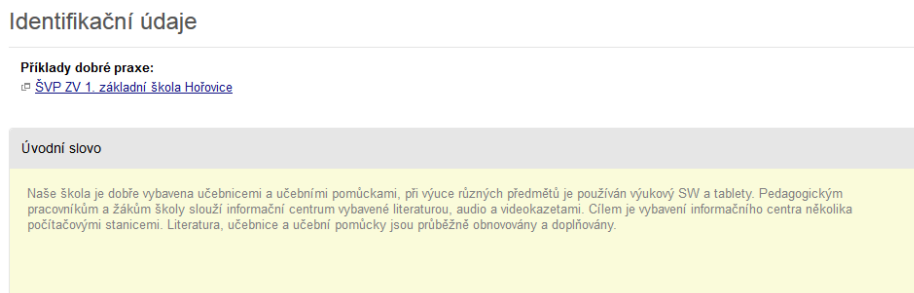 Identifikační údaje
Příklady dobré praxe:
ŠVP ZV 1. základní škola Hořovice
Úvodní slovo
Naše škola je dobře vybavena učebnicemi a učebními pomůckami, při výuce různých předmětů je používán výukový SW a tablety. Pedagogickým
pracovníkům a žákům školy slouží informační centrum vybavené literaturou, audio a videokazetami. Cílem je vybavení informačního centra několika
počítačovými stanicemi. Literatura, učebnice a učební pomůcky jsou průběžně obnovovány a doplňovány.